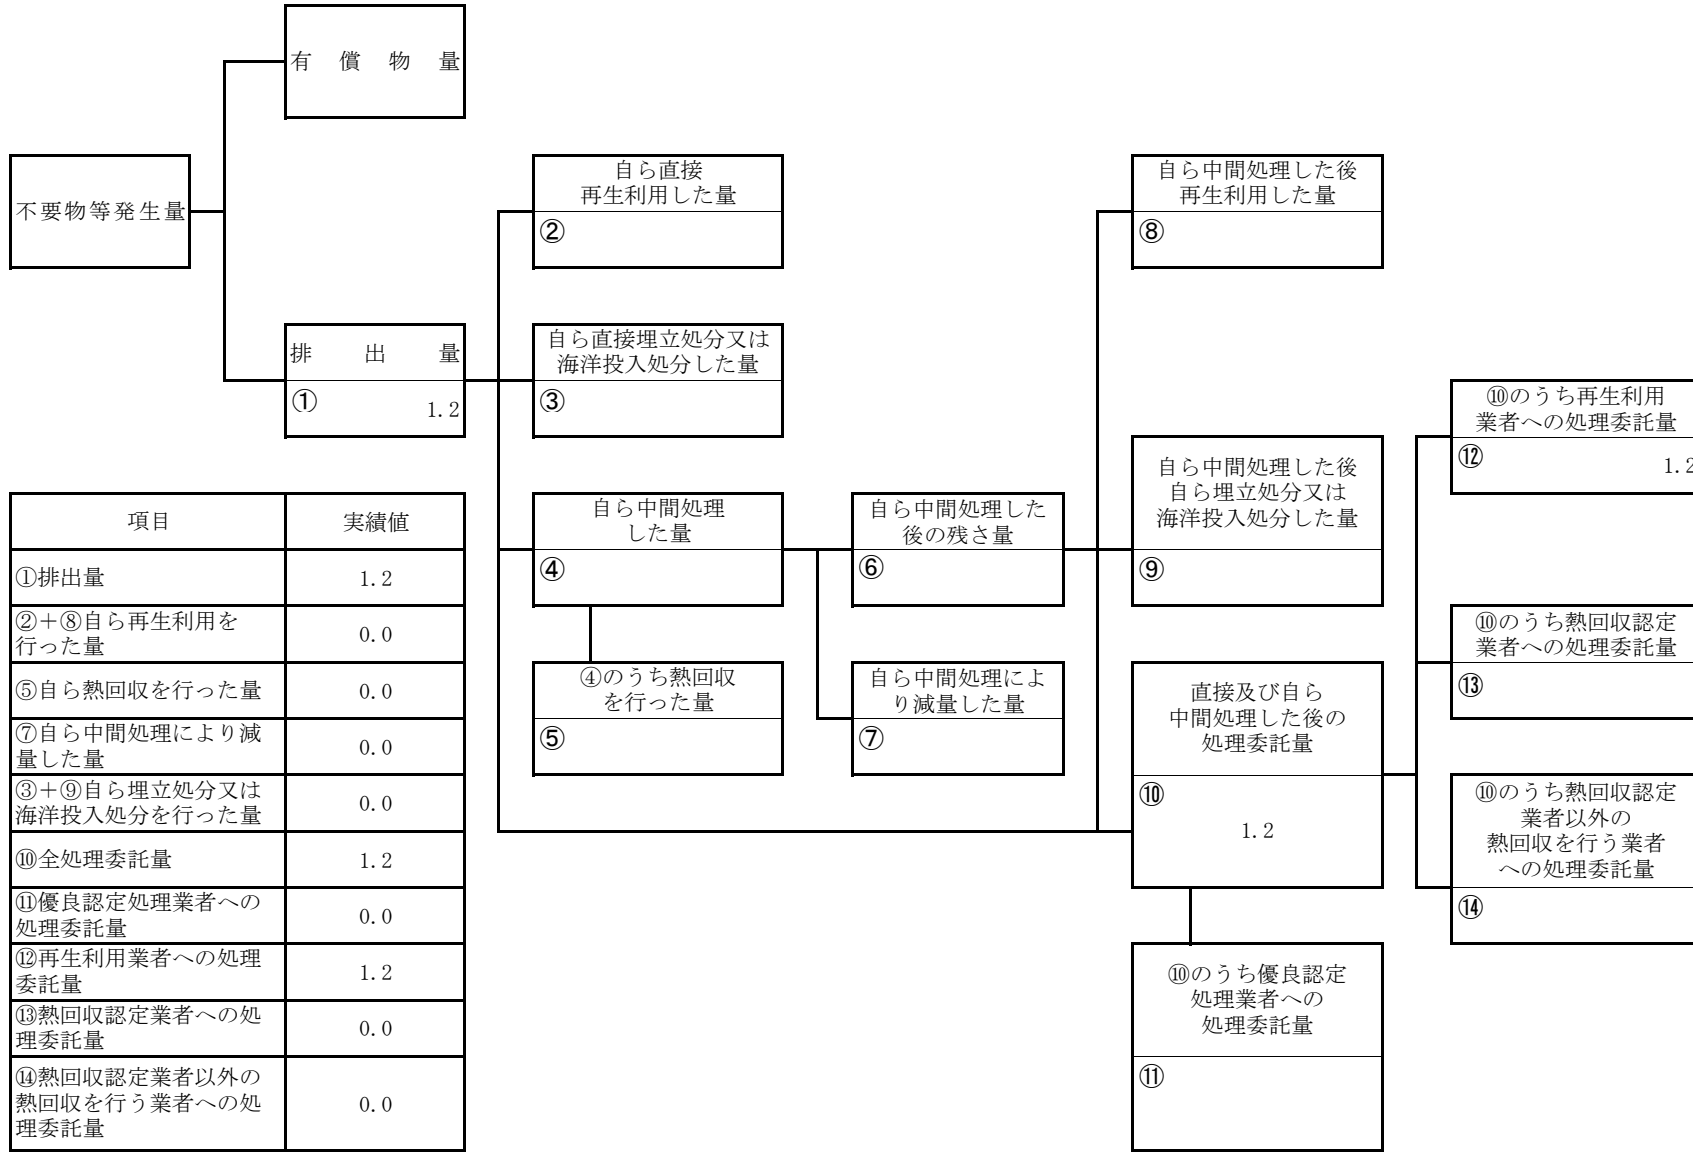 有償物量
不要物等発生量
排出量
①
1.2
自ら直接
再生利用した量
②
自ら直接埋立処分又は
海洋投入処分した量
③
自ら中間処理
した量
④
④のうち熱回収
を行った量
⑤
自ら中間処理した
後の残さ量
⑥
自ら中間処理によ
り減量した量
⑦
自ら中間処理した後
再生利用した量
⑧
自ら中間処理した後
自ら埋立処分又は
海洋投入処分した量
⑨
直接及び自ら
中間処理した後の
処理委託量
⑩
1.2
⑩のうち優良認定
処理業者への
処理委託量
⑪
⑩のうち再生利用
業者への処理委託量
⑫
1.2
⑩のうち熱回収認定
業者への処理委託量
⑬
⑩のうち熱回収認定
業者以外の
熱回収を行う業者
への処理委託量
⑭
項目
実績値
①排出量
1.2
②＋⑧自ら再生利用を
行った量
0.0
⑤自ら熱回収を行った量
0.0
⑦自ら中間処理により減
量した量
0.0
③＋⑨自ら埋立処分又は
海洋投入処分を行った量
0.0
⑩全処理委託量
1.2
⑪優良認定処理業者への
処理委託量
0.0
⑫再生利用業者への処理
委託量
1.2
⑬熱回収認定業者への処
理委託量
0.0
⑭熱回収認定業者以外の
熱回収を行う業者への処
理委託量
0.0